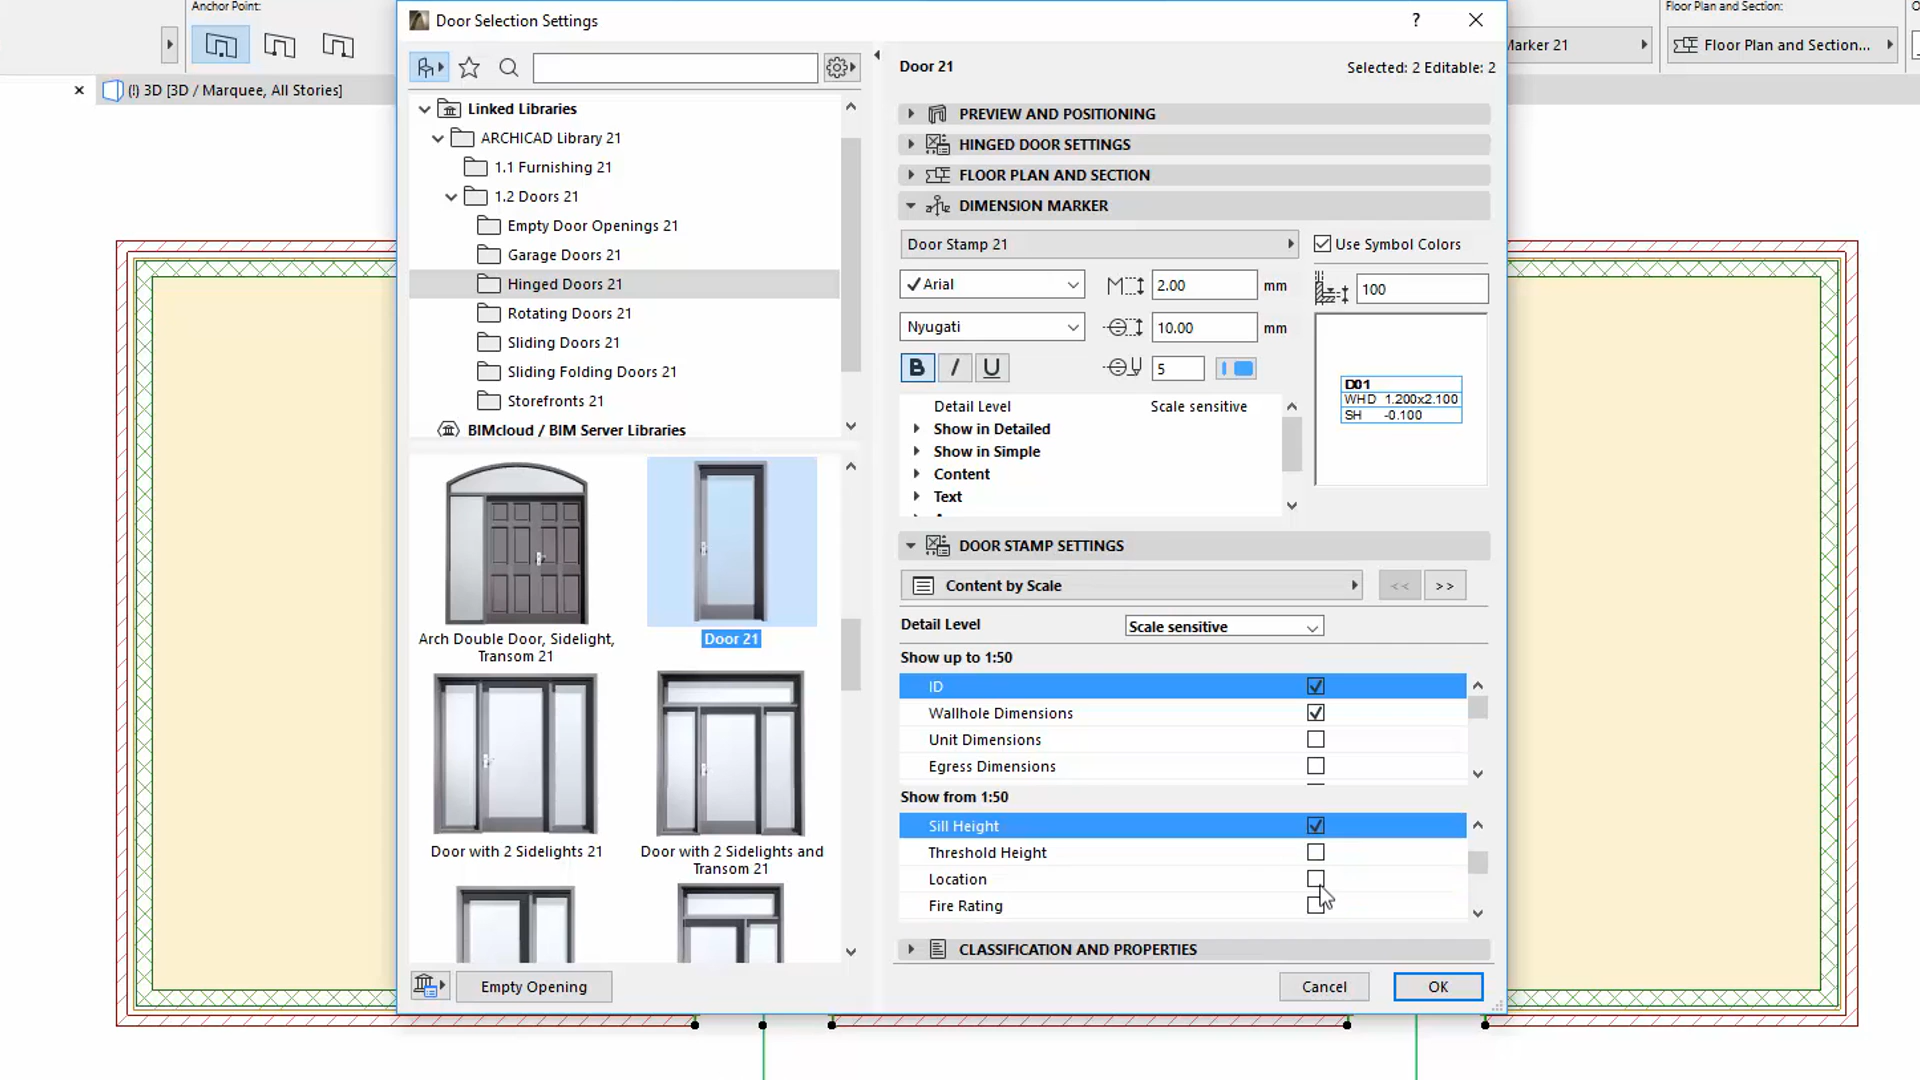 Anchor Point:
Floor Plan and Section:
Marker 21
Floor Plan and Section...
(!) 3D [3D / Marquee, All Stories]
Door Selection Settings
?
Linked Libraries
ARCHICAD Library 21
1.1 Furnishing 21
1.2 Doors 21
Empty Door Openings 21
Garage Doors 21
Hinged Doors 21
Rotating Doors 21
Sliding Doors 21
Sliding Folding Doors 21
Storefronts 21
BIMcloud / BIM Server Libraries
Arch Double Door, Sidelight,
Transom 21
Door 21
Door with 2 Sidelights 21
Door with 2 Sidelights and
Transom 21
Empty Opening
Door 21
Selected: 2 Editable: 2
PREVIEW AND POSITIONING
HINGED DOOR SETTINGS
FLOOR PLAN AND SECTION
DIMENSION MARKER
Door Stamp 21
Use Symbol Colors
Arial
2.00 mm
100
Nyugati
10.00 mm
B I U
5
D01
WHD 1.200x2.100
SH -0.100
Detail Level Scale sensitive
Show in Detailed
Show in Simple
Content
Text
DOOR STAMP SETTINGS
Content by Scale
<< >>
Detail Level
Scale sensitive
Show up to 1:50
ID
Wallhole Dimensions
Unit Dimensions
Egress Dimensions
Show from 1:50
Sill Height
Threshold Height
Location
Fire Rating
CLASSIFICATION AND PROPERTIES
Cancel
OK